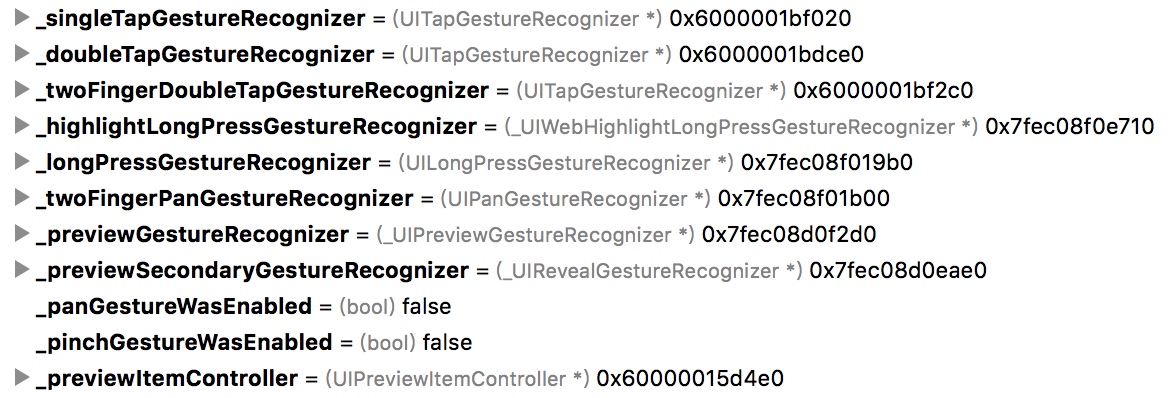 _singleTapGestureRecognizer = (UITapGestureRecognizer *) 0x6000001bf020
_doubleTapGestureRecognizer = (UITapGestureRecognizer *) 0x6000001bdce0
_twoFingerDoubleTapGestureRecognizer = (UITapGestureRecognizer *) 0x6000001bf2c0
_highlightLongPressGestureRecognizer = (_UIWebHighlightLongPressGestureRecognizer *) 0x7fec08f0e710
_longPressGestureRecognizer = (UILongPressGestureRecognizer *) 0x7fec08f019b0
_twoFingerPanGestureRecognizer = (UIPanGestureRecognizer *) 0x7fec08f01b00
_previewGestureRecognizer = (_UIPreviewGestureRecognizer *) 0x7fec08d0f2d0
_previewSecondaryGestureRecognizer = (_UIRevealGestureRecognizer *) 0x7fec08d0eae0
_panGestureWasEnabled = (bool) false
_pinchGestureWasEnabled = (bool) false
_previewItemController = (UIPreviewItemController *) 0x60000015d4e0